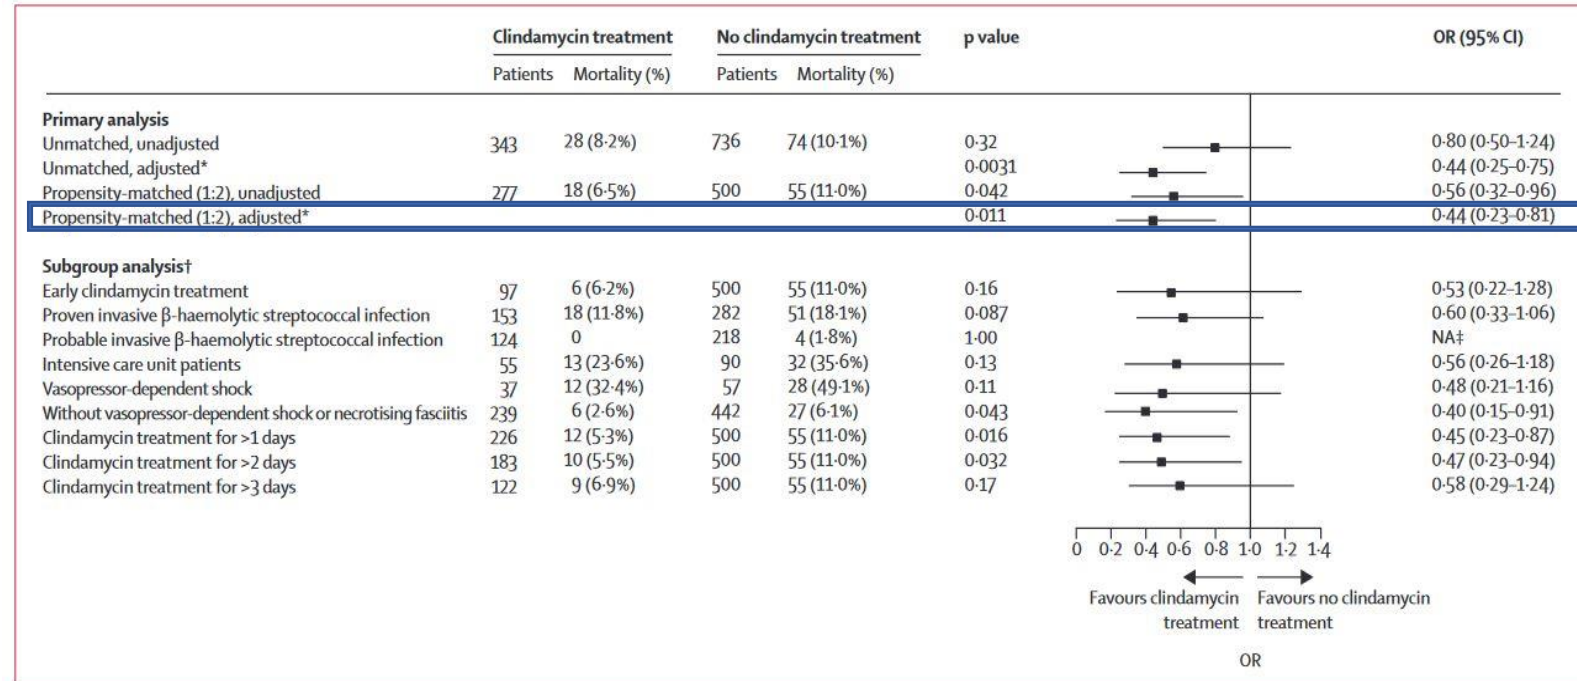 Clindamycin treatment No clindamycin treatment p value OR (95% CI)
Patients Mortality (%) Patients Mortality (%)
Primary analysis
Unmatched, unadjusted 343 28 (8·2%) 736 74 (10·1%) 0·32 0·80 (0·50–1·24)
Unmatched, adjusted* 0·0031 0·44 (0·25–0·75)
Propensity-matched (1:2), unadjusted 277 18 (6·5%) 500 55 (11·0%) 0·042 0·56 (0·32–0·96)
Propensity-matched (1:2), adjusted* 0·011 0·44 (0·23–0·81)
Subgroup analysis†
Early clindamycin treatment 97 6 (6·2%) 500 55 (11·0%) 0·16 0·53 (0·22–1·28)
Proven invasive β-haemolytic streptococcal infection 153 18 (11·8%) 282 51 (18·1%) 0·087 0·60 (0·33–1·06)
Probable invasive β-haemolytic streptococcal infection 124 0 218 4 (1·8%) 1·00 NA‡
Intensive care unit patients 55 13 (23·6%) 90 32 (35·6%) 0·13 0·56 (0·26–1·18)
Vasopressor-dependent shock 37 12 (32·4%) 57 28 (49·1%) 0·11 0·48 (0·21–1·16)
Without vasopressor-dependent shock or necrotising fasciitis 239 6 (2·6%) 442 27 (6·1%) 0·043 0·40 (0·15–0·91)
Clindamycin treatment for >1 days 226 12 (5·3%) 500 55 (11·0%) 0·016 0·45 (0·23–0·87)
Clindamycin treatment for >2 days 183 10 (5·5%) 500 55 (11·0%) 0·032 0·47 (0·23–0·94)
Clindamycin treatment for >3 days 122 9 (6·9%) 500 55 (11·0%) 0·17 0·58 (0·29–1·24)
0 0·2 0·4 0·6 0·8 1·0 1·2 1·4
Favours clindamycin Favours no clindamycin
treatment treatment
OR